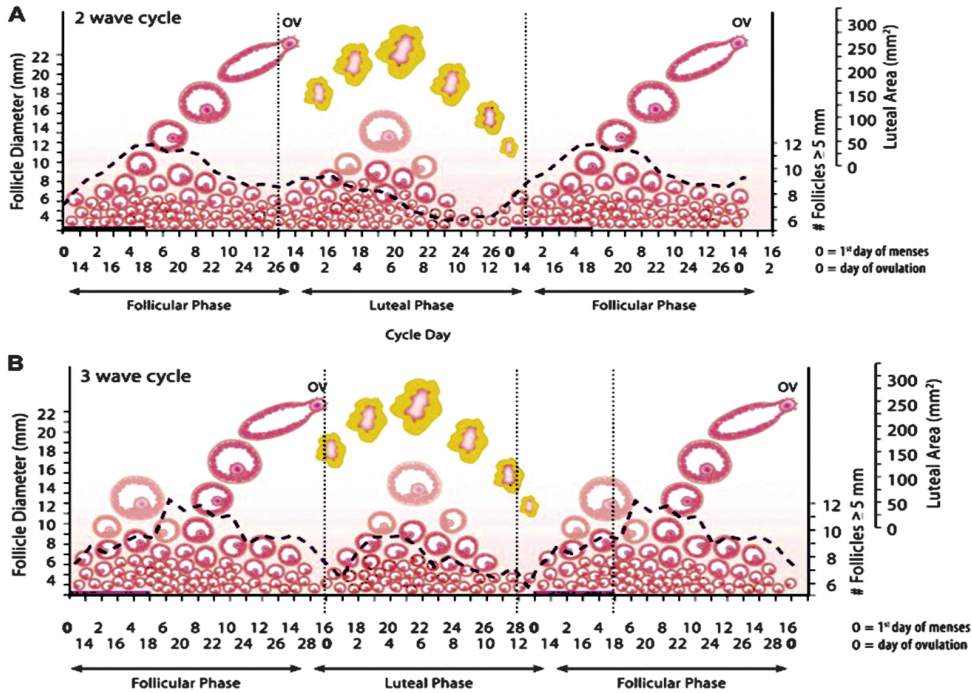 A
2 wave cycle
OV
OV
Follicle Diameter (mm)
22
20
18
16
14
12
10
8
6
4
12
10
8
6
# Follicles ≥ 5 mm
300
250
200
150
100
50
0
Luteal Area (mm²)
0 2 4 6 8 10 12 14 16 18 20 22 24 26 0 2 4 6 8 10 12 14 16
14 16 18 20 22 24 26 0 2 4 6 8 10 12 14 16 18 20 22 26 0 2
0 = 1st day of menses
0 = day of ovulation
Follicular Phase
Luteal Phase
Follicular Phase
Cycle Day
B
3 wave cycle
OV
OV
Follicle Diameter (mm)
22
20
18
16
14
12
10
8
6
4
12
10
9
8
6
# Follicles ≥ 5 mm
300
250
200
150
100
50
0
Luteal Area (mm²)
0 2 4 6 8 10 12 14 16 18 20 22 24 26 28 0 2 4 6 8 10 12 14 16
14 16 18 20 22 24 26 28 0 2 4 6 8 10 12 14 16 18 20 22 24 26 28 0
0 = 1st day of menses
0 = day of ovulation
Follicular Phase
Luteal Phase
Follicular Phase